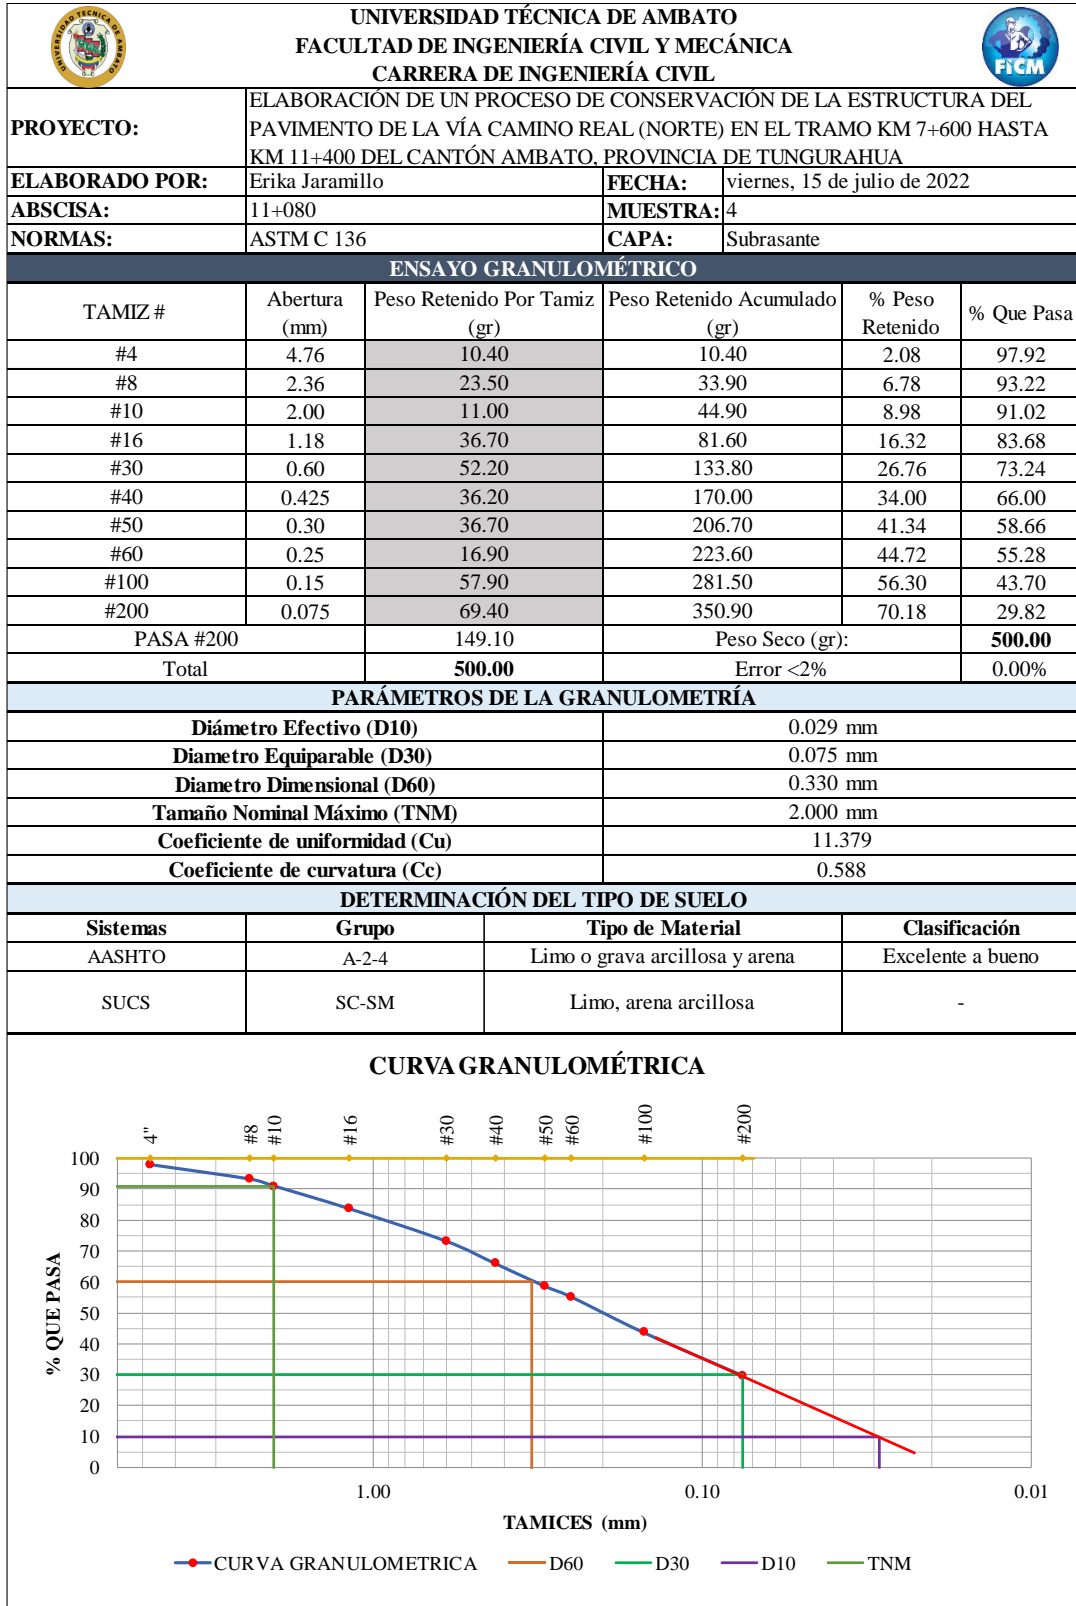 UNIVERSIDAD TÉCNICA DE AMBATO
FACULTAD DE INGENIERÍA CIVIL Y MECÁNICA
CARRERA DE INGENIERÍA CIVIL
UNIVERSIDAD TECNICA DE AMBATO
FICM
PROYECTO:
ELABORACIÓN DE UN PROCESO DE CONSERVACIÓN DE LA ESTRUCTURA DEL
PAVIMENTO DE LA VÍA CAMINO REAL (NORTE) EN EL TRAMO KM 7+600 HASTA
KM 11+400 DEL CANTÓN AMBATO, PROVINCIA DE TUNGURAHUA
ELABORADO POR: Erika Jaramillo FECHA: viernes, 15 de julio de 2022
ABSCISA: 11+080 MUESTRA: 4
NORMAS: ASTM C 136 CAPA: Subrasante
ENSAYO GRANULOMÉTRICO
TAMIZ # Abertura (mm) Peso Retenido Por Tamiz (gr) Peso Retenido Acumulado (gr) % Peso Retenido % Que Pasa
#4 4.76 10.40 10.40 2.08 97.92
#8 2.36 23.50 33.90 6.78 93.22
#10 2.00 11.00 44.90 8.98 91.02
#16 1.18 36.70 81.60 16.32 83.68
#30 0.60 52.20 133.80 26.76 73.24
#40 0.425 36.20 170.00 34.00 66.00
#50 0.30 36.70 206.70 41.34 58.66
#60 0.25 16.90 223.60 44.72 55.28
#100 0.15 57.90 281.50 56.30 43.70
#200 0.075 69.40 350.90 70.18 29.82
PASA #200 149.10 Peso Seco (gr): 500.00
Total 500.00 Error <2% 0.00%
PARÁMETROS DE LA GRANULOMETRÍA
Diámetro Efectivo (D10) 0.029 mm
Diametro Equiparable (D30) 0.075 mm
Diametro Dimensional (D60) 0.330 mm
Tamaño Nominal Máximo (TNM) 2.000 mm
Coeficiente de uniformidad (Cu) 11.379
Coeficiente de curvatura (Cc) 0.588
DETERMINACIÓN DEL TIPO DE SUELO
Sistemas Grupo Tipo de Material Clasificación
AASHTO A-2-4 Limo o grava arcillosa y arena Excelente a bueno
SUCS SC-SM Limo, arena arcillosa -
CURVA GRANULOMÉTRICA
4" #8 #10 #16 #30 #40 #50 #60 #100 #200
100
90
80
70
60
50
40
30
20
10
0
% QUE PASA
1.00 0.10 0.01
TAMICES (mm)
CURVA GRANULOMETRICA D60 D30 D10 TNM